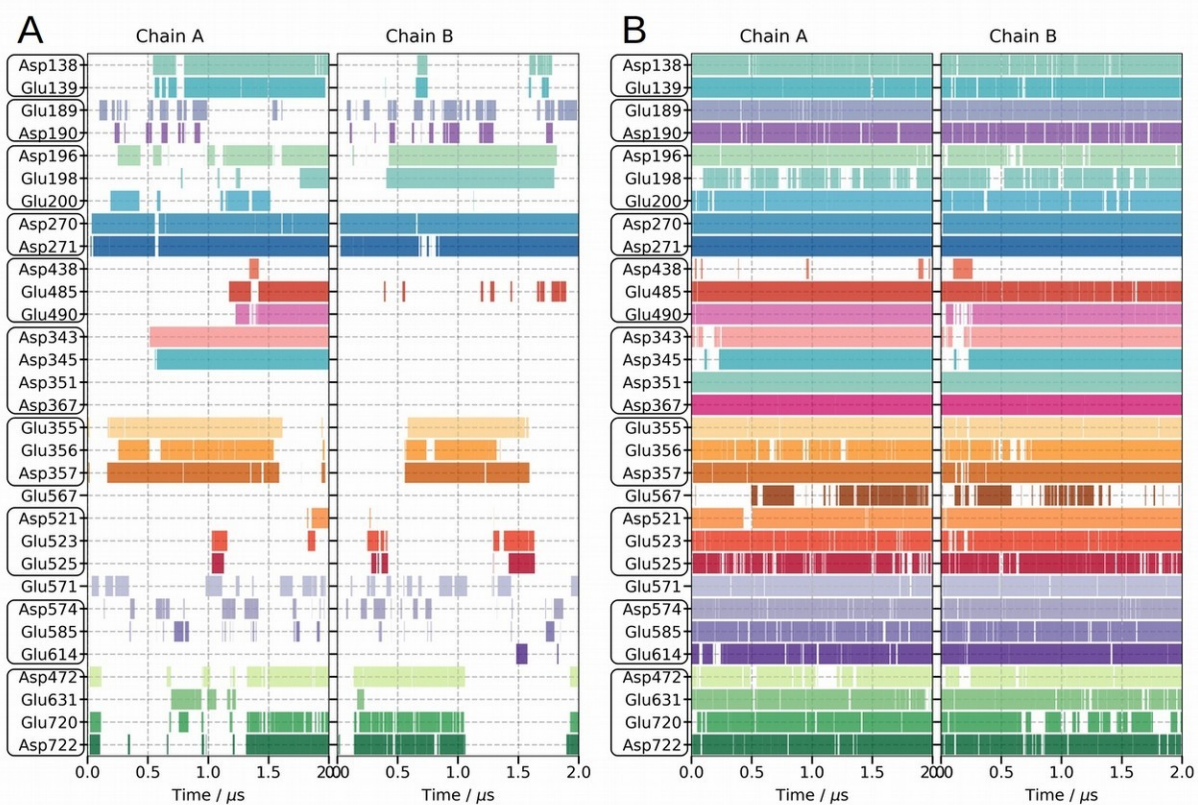 A
B
Chain A
Chain B
Chain A
Chain B
Asp138
Glu139
Glu189
Asp190
Asp196
Glu198
Glu200
Asp270
Asp271
Asp438
Glu485
Glu490
Asp343
Asp345
Asp351
Asp367
Glu355
Glu356
Asp357
Glu567
Asp521
Glu523
Glu525
Glu571
Asp574
Glu585
Glu614
Asp472
Glu631
Glu720
Asp722
0.0 0.5 1.0 1.5 2.0 0.0 0.5 1.0 1.5 2.0
Time / μs
Time / μs
Asp138
Glu139
Glu189
Asp190
Asp196
Glu198
Glu200
Asp270
Asp271
Asp438
Glu485
Glu490
Asp343
Asp345
Asp351
Asp367
Glu355
Glu356
Asp357
Glu567
Asp521
Glu523
Glu525
Glu571
Asp574
Glu585
Glu614
Asp472
Glu631
Glu720
Asp722
0.0 0.5 1.0 1.5 2.0 0.0 0.5 1.0 1.5 2.0
Time / μs
Time / μs